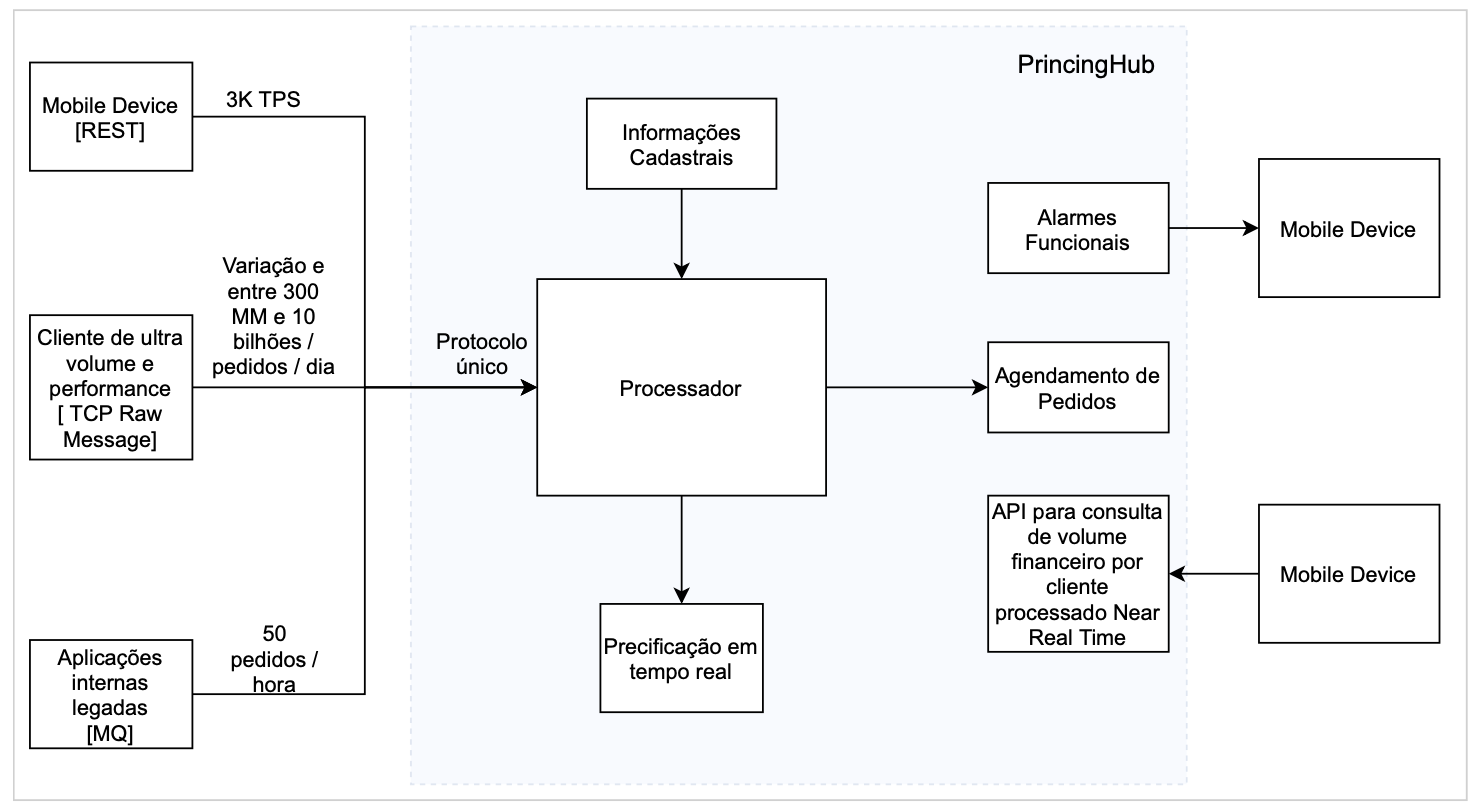 PrincingHub
Mobile Device
[REST]
3K TPS
Informações
Cadastrais
Alarmes
Funcionais
Mobile Device
Variação e
entre 300
MM e 10
bilhões /
pedidos / dia
Cliente de ultra
volume e
performance
[ TCP Raw
Message]
Protocolo
único
Processador
Agendamento de
Pedidos
API para consulta
de volume
financeiro por
cliente
processado Near
Real Time
Mobile Device
50
pedidos /
hora
Aplicações
internas
legadas
[MQ]
Precificação em
tempo real